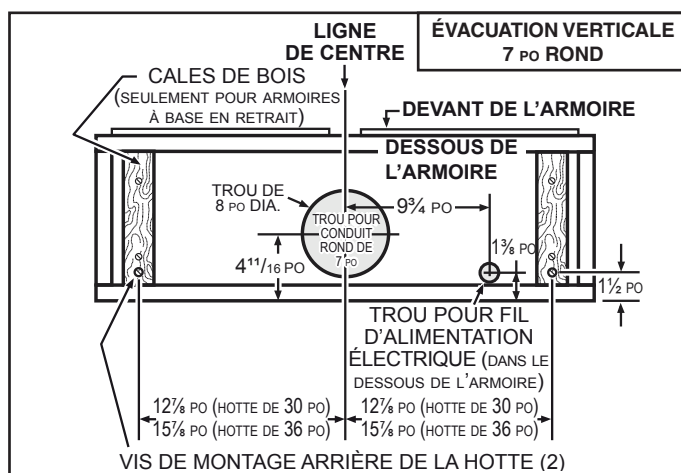 LIGNE
DE CENTRE
ÉVACUATION VERTICALE
7 PO ROND
CALES DE BOIS
(SEULEMENT POUR ARMOIRES
À BASE EN RETRAIT)
DEVANT DE L'ARMOIRE
DESSOUS DE
L'ARMOIRE
TROU DE
8 PO DIA.
TROU POUR
CONDUIT
ROND DE
7 PO
9¾ PO
4¹¹/₁₆ PO
1⅜ PO
1½ PO
TROU POUR FIL
D'ALIMENTATION
ÉLECTRIQUE (DANS LE
DESSOUS DE L'ARMOIRE)
12⅞ PO (HOTTE DE 30 PO)
15⅞ PO (HOTTE DE 36 PO)
12⅞ PO (HOTTE DE 30 PO)
15⅞ PO (HOTTE DE 36 PO)
VIS DE MONTAGE ARRIÈRE DE LA HOTTE (2)